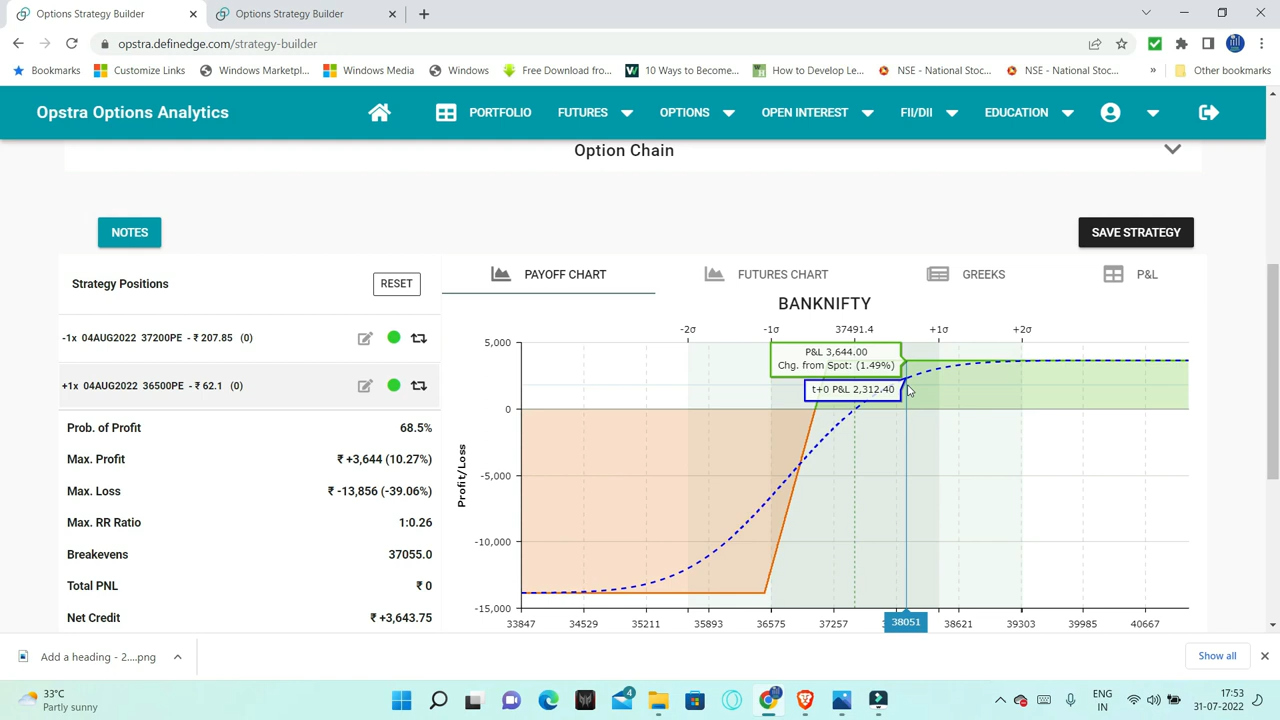 Options Strategy Builder
Options Strategy Builder
opstra.definedge.com/strategy-builder
Bookmarks Customize Links Windows Marketpl... Windows Media Windows Free Download fro... 10 Ways to Become... How to Develop Le... NSE - National Stoc... NSE - National Stoc... » Other bookmarks
Opstra Options Analytics PORTFOLIO FUTURES OPTIONS OPEN INTEREST FII/DII EDUCATION
Option Chain
NOTES
SAVE STRATEGY
Strategy Positions
RESET
-1x 04AUG2022 37200PE - ₹ 207.85 (0)
+1x 04AUG2022 36500PE - ₹ 62.1 (0)
Prob. of Profit 68.5%
Max. Profit ₹ +3,644 (10.27%)
Max. Loss ₹ -13,856 (-39.06%)
Max. RR Ratio 1:0.26
Breakevens 37055.0
Total PNL ₹ 0
Net Credit ₹ +3,643.75
PAYOFF CHART FUTURES CHART GREEKS P&L
BANKNIFTY
-2σ -1σ 37491.4 +1σ +2σ
5,000
0
-5,000
-10,000
-15,000
Profit/Loss
P&L 3,644.00
Chg. from Spot: (1.49%)
t+0 P&L 2,312.40
33847 34529 35211 35893 36575 37257 38051 38621 39303 39985 40667
Add a heading - 2....png
Show all
33°C
Partly sunny
4
ENG
IN
17:53
31-07-2022